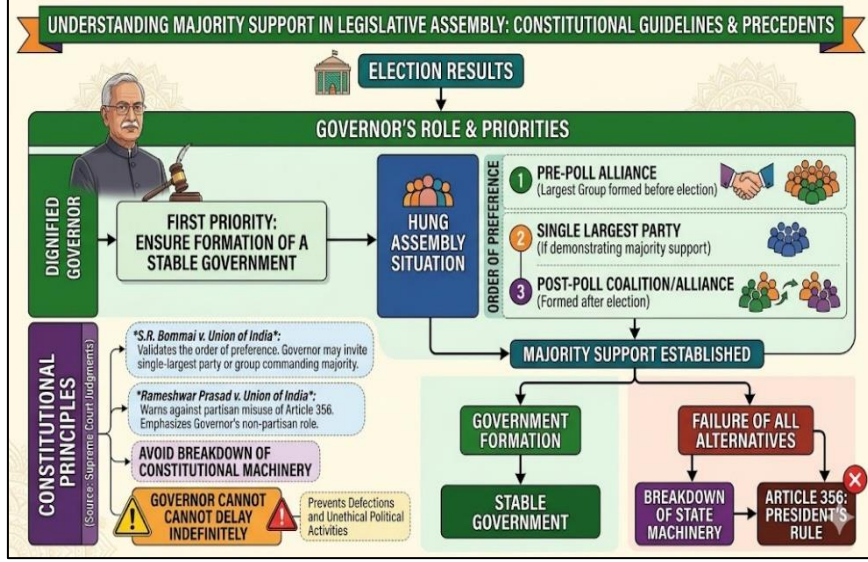 UNDERSTANDING MAJORITY SUPPORT IN LEGISLATIVE ASSEMBLY: CONSTITUTIONAL GUIDELINES & PRECEDENTS
ELECTION RESULTS
GOVERNOR'S ROLE & PRIORITIES
DIGNIFIED
GOVERNOR
FIRST PRIORITY:
ENSURE FORMATION OF A
STABLE GOVERNMENT
HUNG
ASSEMBLY
SITUATION
ORDER OF PREFERENCE
1 PRE-POLL ALLIANCE
(Largest Group formed before election)
2 SINGLE LARGEST PARTY
(If demonstrating majority support)
3 POST-POLL COALITION/ALLIANCE
(Formed after election)
CONSTITUTIONAL
PRINCIPLES
(Source: Supreme Court Judgments)
*S.R. Bommai v. Union of India*:
Validates the order of preference. Governor may invite
single-largest party or group commanding majority.
*Rameshwar Prasad v. Union of India*:
Warns against partisan misuse of Article 356.
Emphasizes Governor's non-partisan role.
AVOID BREAKDOWN OF
CONSTITUTIONAL MACHINERY
GOVERNOR CANNOT
CANNOT DELAY
INDEFINITELY
Prevents Defections
and Unethical Political
Activities
MAJORITY SUPPORT ESTABLISHED
GOVERNMENT
FORMATION
STABLE
GOVERNMENT
FAILURE OF ALL
ALTERNATIVES
BREAKDOWN
OF STATE
MACHINERY
ARTICLE 356:
PRESIDENT'S
RULE